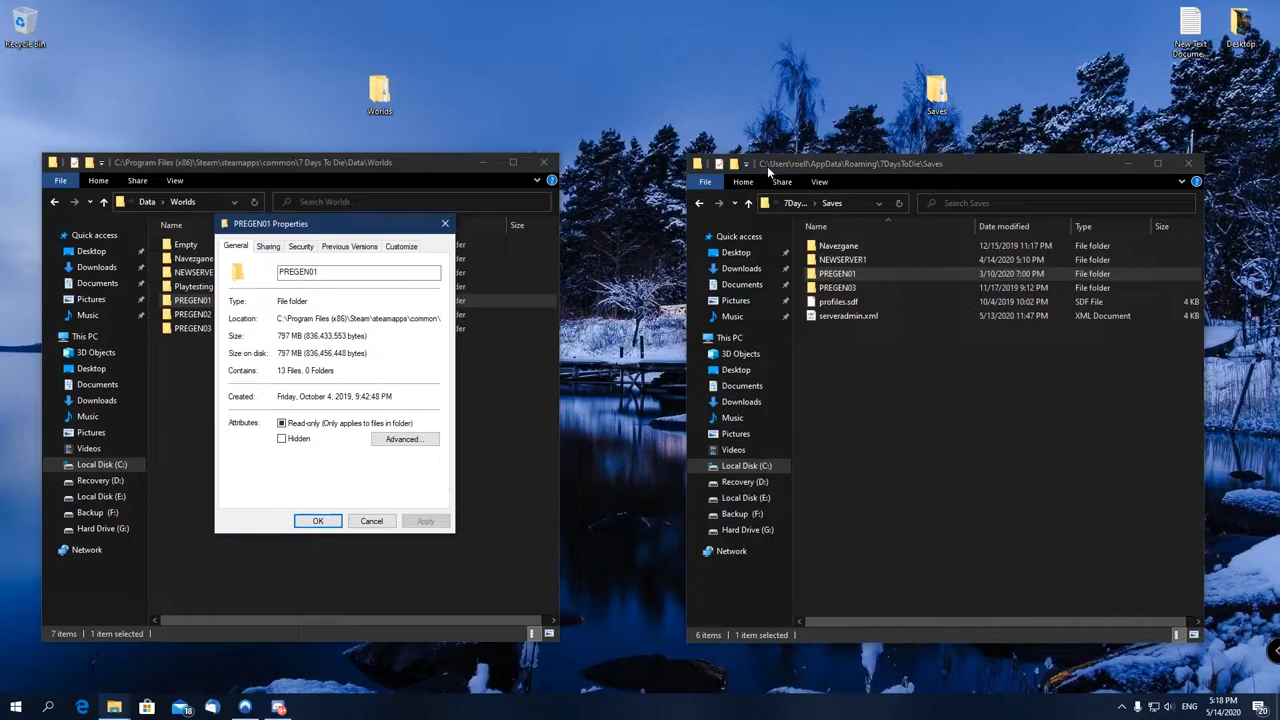 Recycle Bin
Worlds
Saves
New Text
Docume...
Desktop
C:\Program Files (x86)\Steam\steamapps\common\7 Days To Die\Data\Worlds
File
Home
Share
View
Data
Worlds
Search Worlds
Quick access
Desktop
Downloads
Documents
Pictures
Music
This PC
3D Objects
Desktop
Documents
Downloads
Music
Pictures
Videos
Local Disk (C:)
Recovery (D:)
Local Disk (E:)
Backup (F:)
Hard Drive (G:)
Network
Name
Size
Empty
Navezgane
NEWSERVE
Playtesting
PREGEN01
PREGEN02
PREGEN03
7 items
1 item selected
PREGEN01 Properties
General
Sharing
Security
Previous Versions
Customize
PREGEN01
Type:
File folder
Location:
C:\Program Files (x86)\Steam\steamapps\common\
Size:
797 MB (836,433,553 bytes)
Size on disk:
797 MB (836,456,448 bytes)
Contains:
13 Files, 0 Folders
Created:
Friday, October 4, 2019, 9:42:48 PM
Attributes:
Read-only (Only applies to files in folder)
Hidden
Advanced...
OK
Cancel
Apply
C:\Users\roell\AppData\Roaming\7DaysToDie\Saves
File
Home
Share
View
7Day...
Saves
Search Saves
Quick access
Desktop
Downloads
Documents
Pictures
Music
This PC
3D Objects
Desktop
Documents
Downloads
Music
Pictures
Videos
Local Disk (C:)
Recovery (D:)
Local Disk (E:)
Backup (F:)
Hard Drive (G:)
Network
Name
Date modified
Type
Size
Navezgane
12/15/2019 11:17 PM
File folder
NEWSERVER1
4/14/2020 5:10 PM
File folder
PREGEN01
3/10/2020 7:00 PM
File folder
PREGEN03
11/17/2019 9:12 PM
File folder
profiles.sdf
10/4/2019 10:02 PM
SDF File
4 KB
serveradmin.xml
5/13/2020 11:47 PM
XML Document
4 KB
6 items
1 item selected
18
ENG
5:18 PM
5/14/2020
20